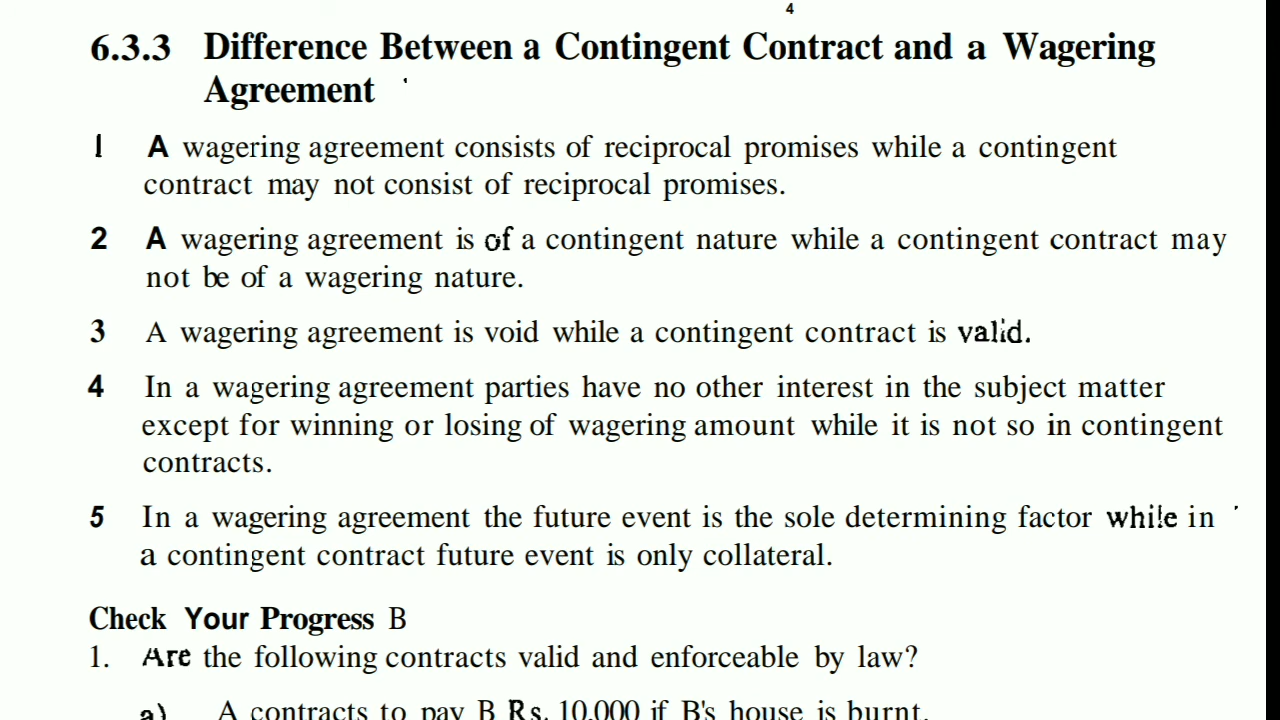 4
6.3.3 Difference Between a Contingent Contract and a Wagering
Agreement
1 A wagering agreement consists of reciprocal promises while a contingent
contract may not consist of reciprocal promises.
2 A wagering agreement is of a contingent nature while a contingent contract may
not be of a wagering nature.
3 A wagering agreement is void while a contingent contract is valid.
4 In a wagering agreement parties have no other interest in the subject matter
except for winning or losing of wagering amount while it is not so in contingent
contracts.
5 In a wagering agreement the future event is the sole determining factor while in
a contingent contract future event is only collateral.
Check Your Progress B
1. Are the following contracts valid and enforceable by law?
a) A contracts to pay B Rs. 10,000 if B's house is burnt.